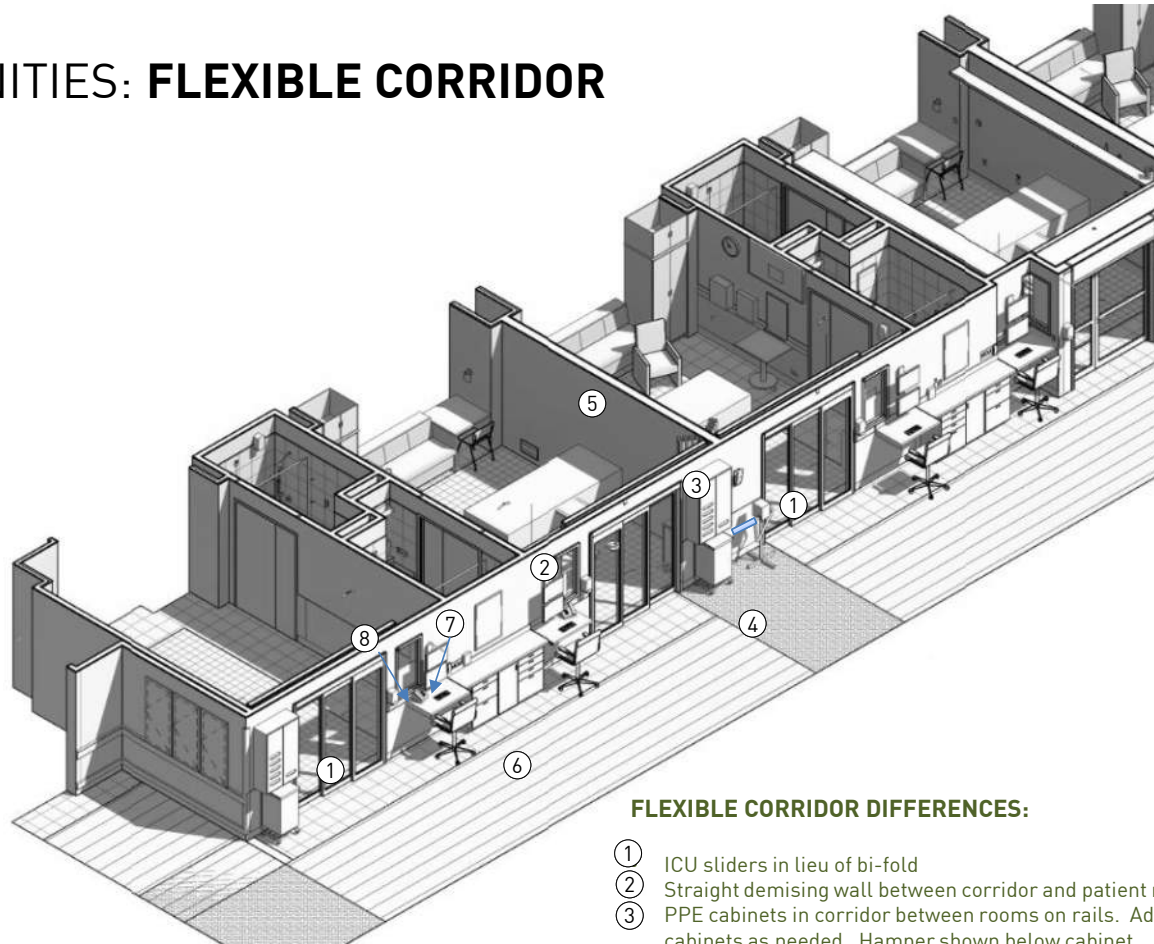 NITIES: FLEXIBLE CORRIDOR
5
3
1
2
4
7
8
6
1
FLEXIBLE CORRIDOR DIFFERENCES:
1 ICU sliders in lieu of bi-fold
2 Straight demising wall between corridor and patient
3 PPE cabinets in corridor between rooms on rails. Ad
cabinets as needed. Hamper shown below cabinet